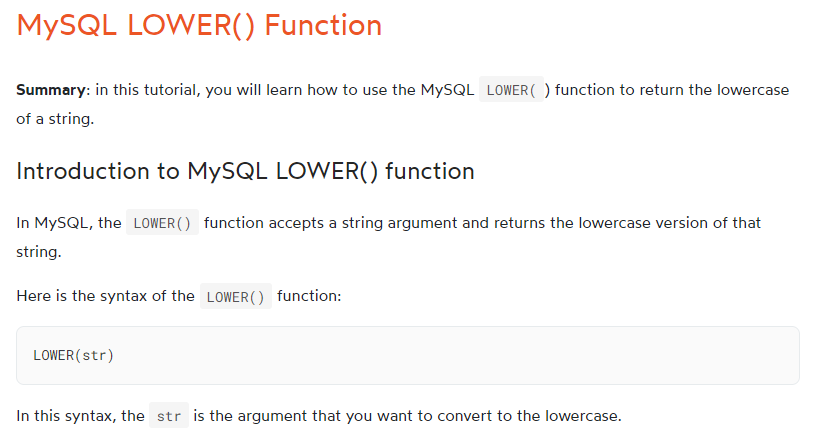 MySQL LOWER() Function
Summary: in this tutorial, you will learn how to use the MySQL LOWER( ) function to return the lowercase
of a string.
Introduction to MySQL LOWER() function
In MySQL, the LOWER() function accepts a string argument and returns the lowercase version of that
string.
Here is the syntax of the LOWER() function:
LOWER(str)
In this syntax, the str is the argument that you want to convert to the lowercase.